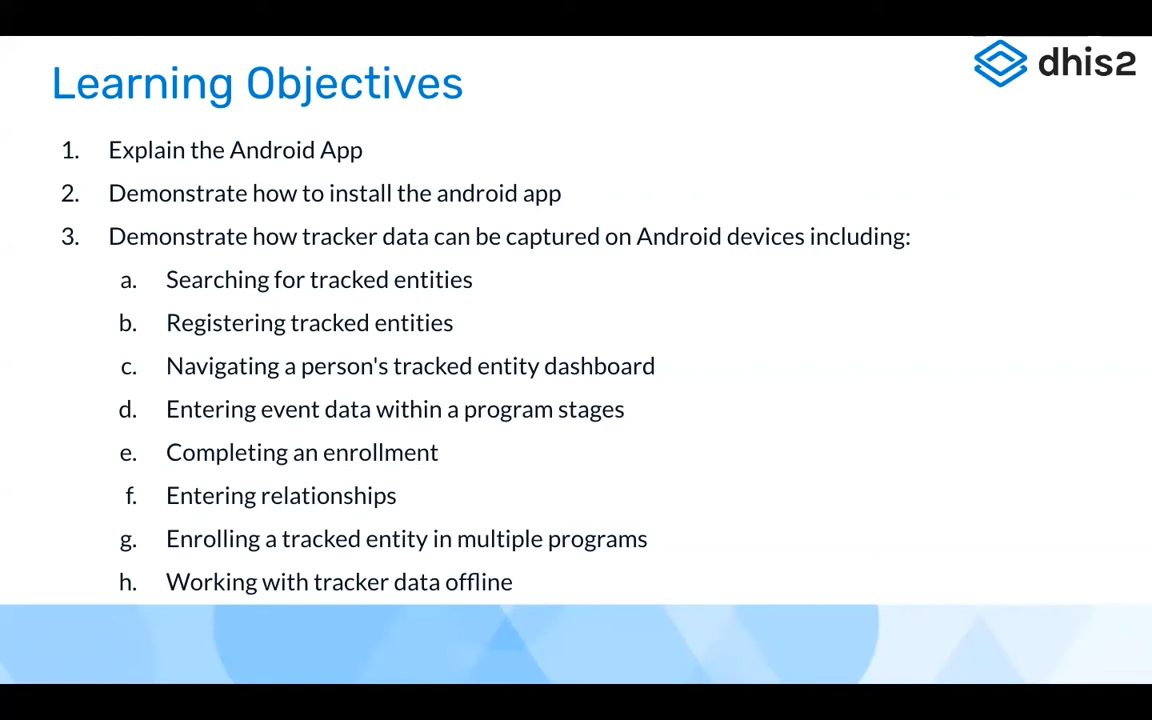 dhis2
Learning Objectives
1. Explain the Android App
2. Demonstrate how to install the android app
3. Demonstrate how tracker data can be captured on Android devices including:
a. Searching for tracked entities
b. Registering tracked entities
c. Navigating a person's tracked entity dashboard
d. Entering event data within a program stages
e. Completing an enrollment
f. Entering relationships
g. Enrolling a tracked entity in multiple programs
h. Working with tracker data offline